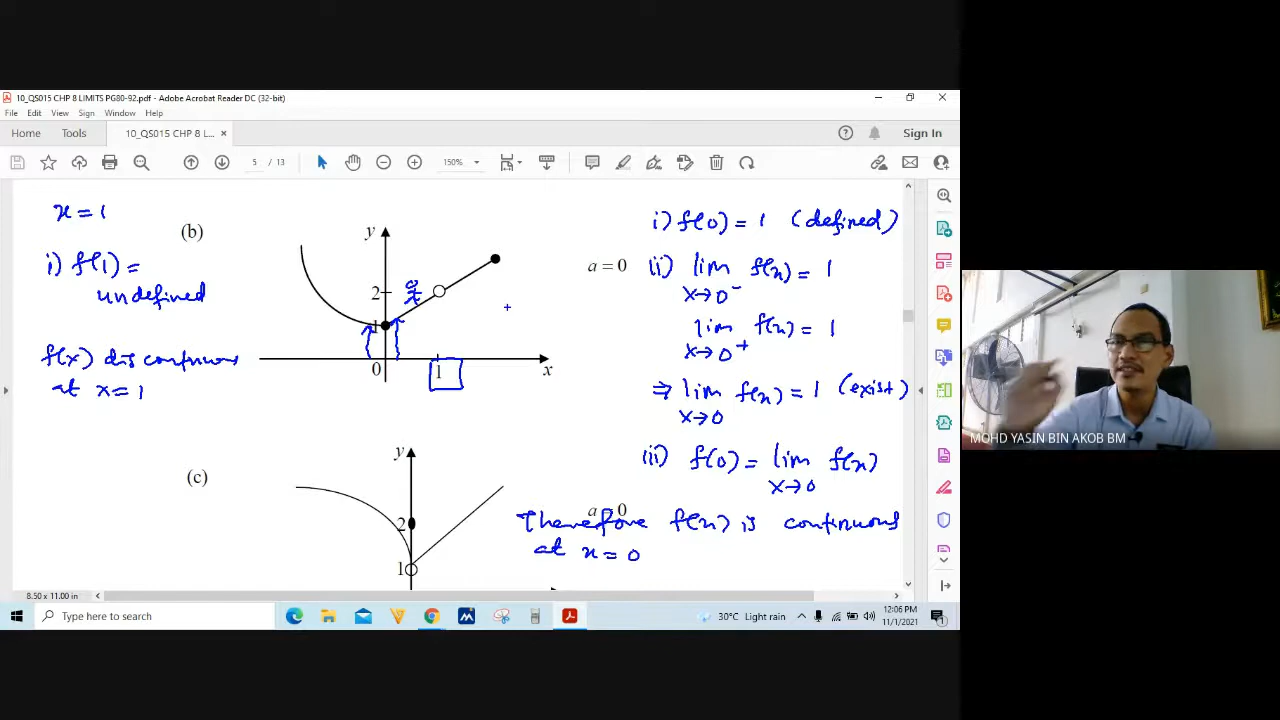 10_QS015 CHP 8 LIMITS PG80-92.pdf - Adobe Acrobat Reader DC (32-bit)
File Edit View Sign Window Help
Home Tools 10_QS015 CHP 8 L... × Sign In
5 / 13 150%
x = 1
(b)
i) f(1) =
undefined
f(x) discontinuous
at x = 1
y
2
1
0
1
x
a = 0
i) f(0) = 1 (defined)
(ii) lim f(x) = 1
x→0⁻
lim f(x) = 1
x→0⁺
⇒ lim f(x) = 1 (exist)
x→0
iii) f(0) = lim f(x)
x→0
(c)
y
2
1
a = 0
Therefore f(x) is continuous
at x = 0
MOHD YASIN BIN AKOB BM
8.50 x 11.00 in
Type here to search
30°C Light rain
12:06 PM
11/1/2021